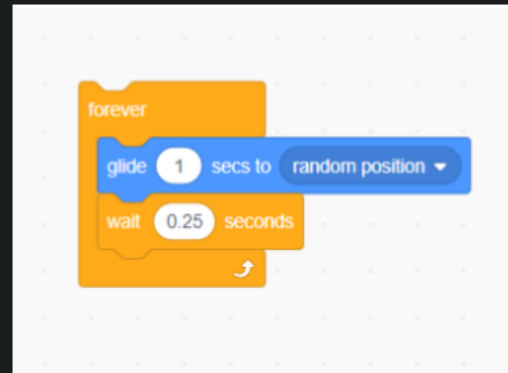 forever
glide 1 secs to random position
wait 0.25 seconds